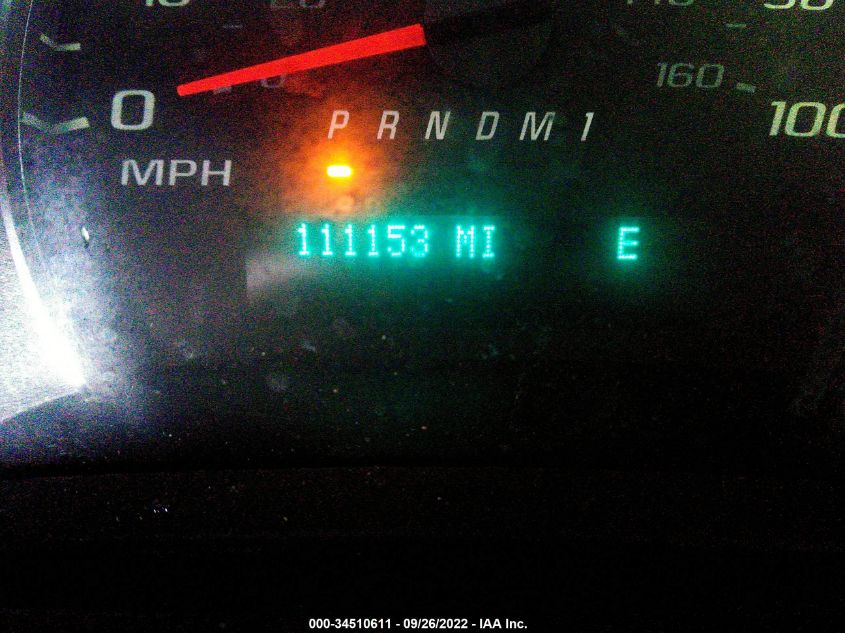 0
160
100
P R N D M 1
MPH
111153 MI E
000-34510611 - 09/26/2022 - IAA Inc.